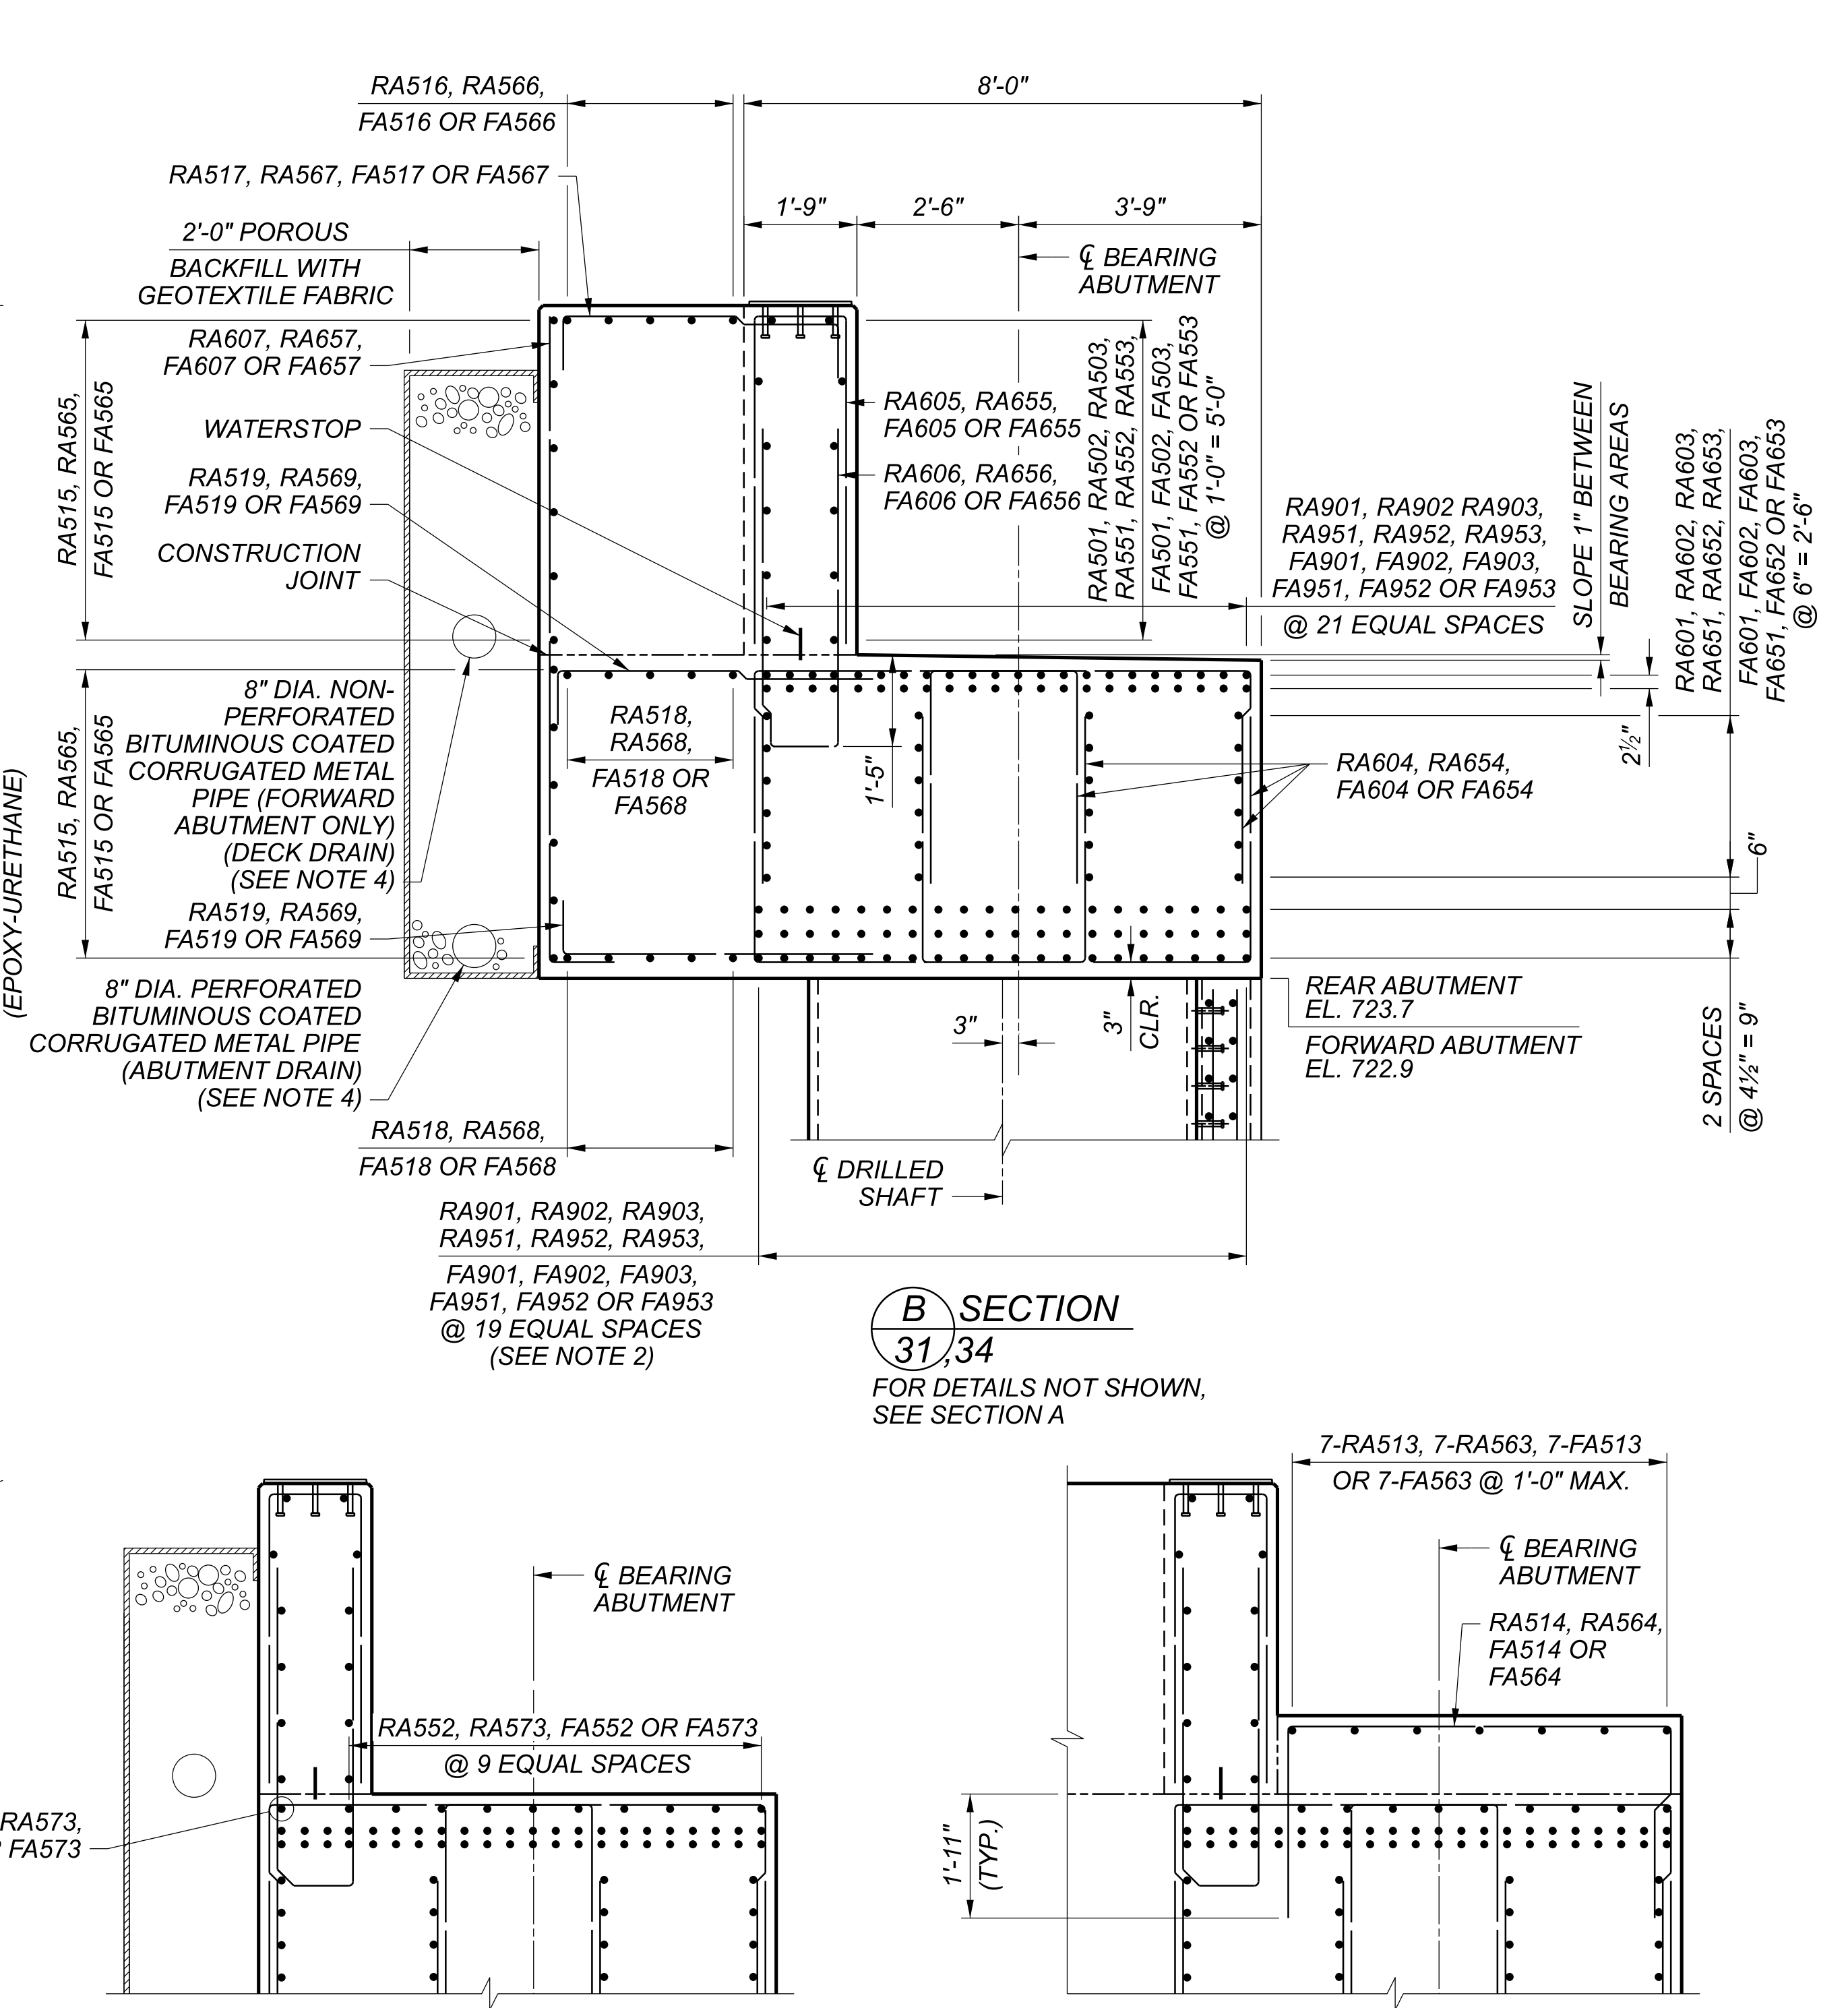 RA516, RA566,
FA516 OR FA566
8'-0"
RA517, RA567, FA517 OR FA567
1'-9"
2'-6"
3'-9"
2'-0" POROUS
BACKFILL WITH
GEOTEXTILE FABRIC
℄ BEARING
ABUTMENT
RA607, RA657,
FA607 OR FA657
RA515, RA565,
FA515 OR FA565
WATERSTOP
RA519, RA569,
FA519 OR FA569
CONSTRUCTION
JOINT
RA605, RA655,
FA605 OR FA655
RA606, RA656,
FA606 OR FA656
RA501, RA502, RA503,
RA551, RA552, RA553,
FA501, FA502, FA503,
FA551, FA552 OR FA553
@ 1'-0" = 5'-0"
RA901, RA902 RA903,
RA951, RA952, RA953,
FA901, FA902, FA903,
FA951, FA952 OR FA953
@ 21 EQUAL SPACES
SLOPE 1" BETWEEN
BEARING AREAS
RA601, RA602, RA603,
RA651, RA652, RA653,
FA601, FA602, FA603,
FA651, FA652 OR FA653
@ 6" = 2'-6"
(EPOXY-URETHANE)
RA515, RA565,
FA515 OR FA565
8" DIA. NON-
PERFORATED
BITUMINOUS COATED
CORRUGATED METAL
PIPE (FORWARD
ABUTMENT ONLY)
(DECK DRAIN)
(SEE NOTE 4)
RA518,
RA568,
FA518 OR
FA568
1'-5"
RA604, RA654,
FA604 OR FA654
2½"
6"
RA519, RA569,
FA519 OR FA569
8" DIA. PERFORATED
BITUMINOUS COATED
CORRUGATED METAL PIPE
(ABUTMENT DRAIN)
(SEE NOTE 4)
3"
3"
CLR.
REAR ABUTMENT
EL. 723.7
FORWARD ABUTMENT
EL. 722.9
2 SPACES
@ 4½" = 9"
RA518, RA568,
FA518 OR FA568
℄ DRILLED
SHAFT
RA901, RA902, RA903,
RA951, RA952, RA953,
FA901, FA902, FA903,
FA951, FA952 OR FA953
@ 19 EQUAL SPACES
(SEE NOTE 2)
B SECTION
31,34
FOR DETAILS NOT SHOWN,
SEE SECTION A
℄ BEARING
ABUTMENT
RA552, RA573, FA552 OR FA573
@ 9 EQUAL SPACES
RA573,
FA573
7-RA513, 7-RA563, 7-FA513
OR 7-FA563 @ 1'-0" MAX.
℄ BEARING
ABUTMENT
RA514, RA564,
FA514 OR
FA564
1'-11"
(TYP.)